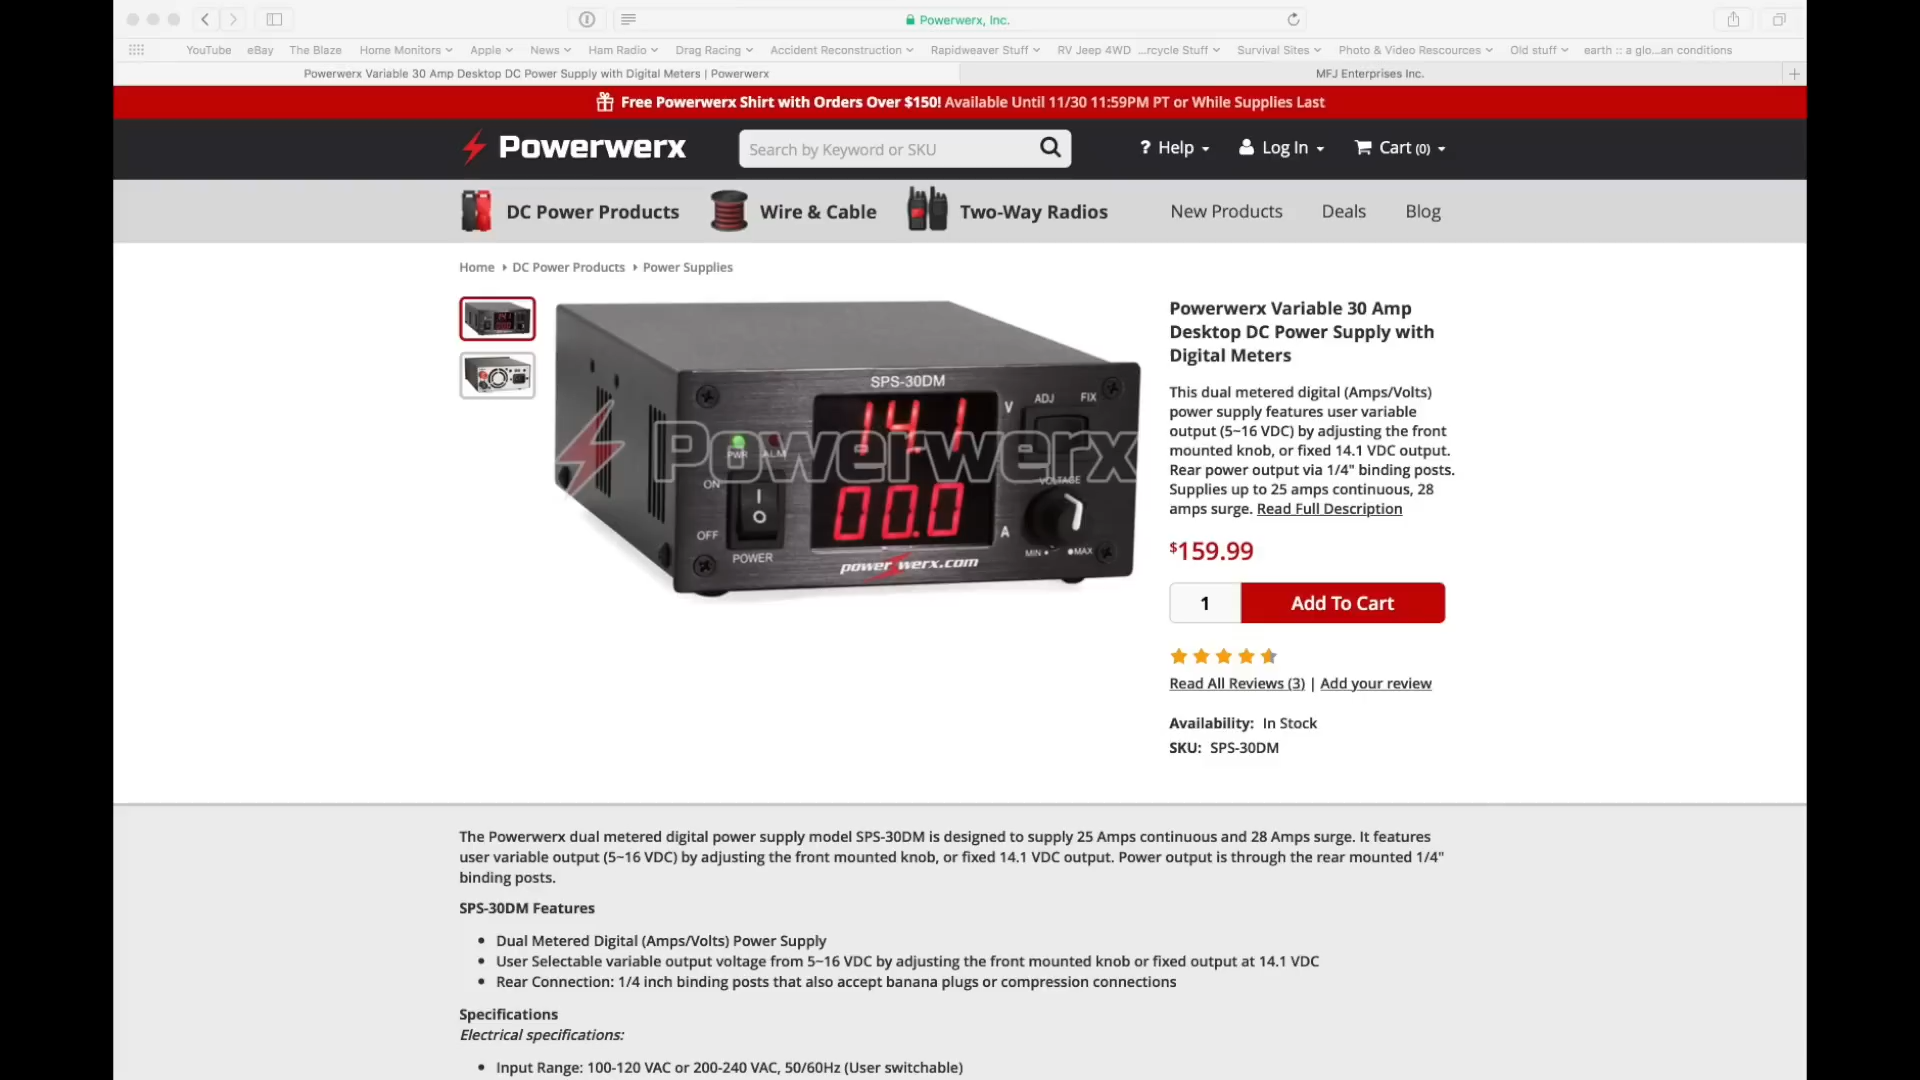 Powerwerx, Inc.
YouTube eBay The Blaze Home Monitors Apple News Ham Radio Drag Racing Accident Reconstruction Rapidweaver Stuff RV Jeep 4WD ...rcycle Stuff Survival Sites Photo & Video Rescources Old stuff earth :: a glo...an conditions
Powerwerx Variable 30 Amp Desktop DC Power Supply with Digital Meters | Powerwerx MFJ Enterprises Inc.
Free Powerwerx Shirt with Orders Over $150! Available Until 11/30 11:59PM PT or While Supplies Last
Powerwerx Search by Keyword or SKU ? Help Log In Cart (0)
DC Power Products Wire & Cable Two-Way Radios New Products Deals Blog
Home DC Power Products Power Supplies
SPS-30DM
14.1 V ADJ FIX
Powerwerx
PWR ALM
ON VOLTAGE
I
O
00.0 A
OFF MIN MAX
POWER
powerwerx.com
Powerwerx Variable 30 Amp
Desktop DC Power Supply with
Digital Meters
This dual metered digital (Amps/Volts)
power supply features user variable
output (5~16 VDC) by adjusting the front
mounted knob, or fixed 14.1 VDC output.
Rear power output via 1/4" binding posts.
Supplies up to 25 amps continuous, 28
amps surge. Read Full Description
$159.99
1 Add To Cart
Read All Reviews (3) | Add your review
Availability: In Stock
SKU: SPS-30DM
The Powerwerx dual metered digital power supply model SPS-30DM is designed to supply 25 Amps continuous and 28 Amps surge. It features
user variable output (5~16 VDC) by adjusting the front mounted knob, or fixed 14.1 VDC output. Power output is through the rear mounted 1/4"
binding posts.
SPS-30DM Features
• Dual Metered Digital (Amps/Volts) Power Supply
• User Selectable variable output voltage from 5~16 VDC by adjusting the front mounted knob or fixed output at 14.1 VDC
• Rear Connection: 1/4 inch binding posts that also accept banana plugs or compression connections
Specifications
Electrical specifications:
• Input Range: 100-120 VAC or 200-240 VAC, 50/60Hz (User switchable)